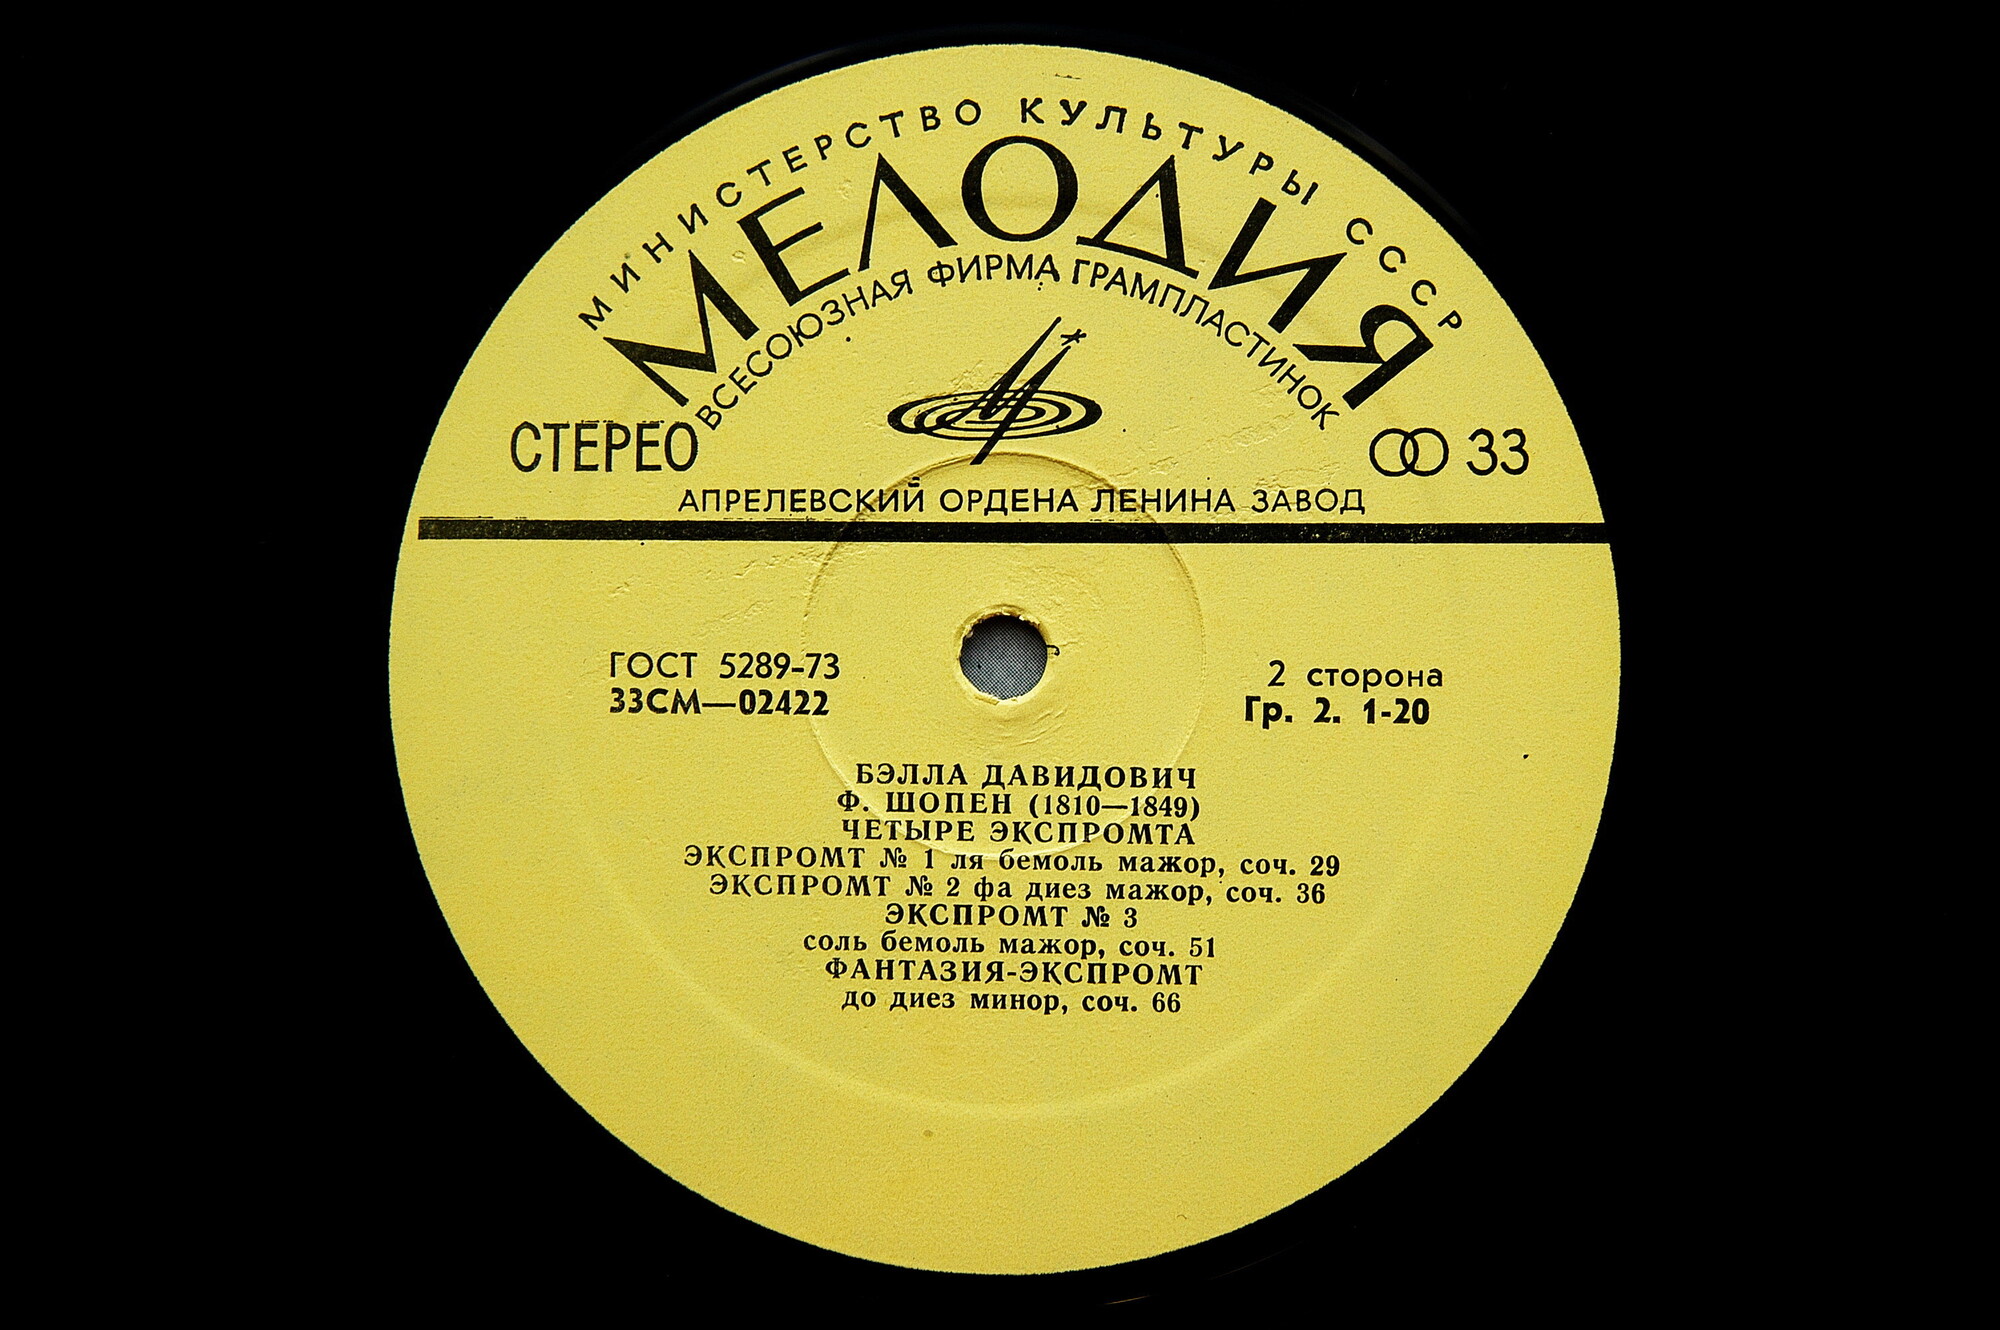 МИНИСТЕРСТВО КУЛЬТУРЫ СССР
МЕЛОДИЯ
ВСЕСОЮЗНАЯ ФИРМА ГРАМПЛАСТИНОК
СТЕРЕО
33
АПРЕЛЕВСКИЙ ОРДЕНА ЛЕНИНА ЗАВОД
ГОСТ 5289-73
33СМ—02422
2 сторона
Гр. 2. 1-20
БЭЛЛА ДАВИДОВИЧ
Ф. ШОПЕН (1810—1849)
ЧЕТЫРЕ ЭКСПРОМТА
ЭКСПРОМТ № 1 ля бемоль мажор, соч. 29
ЭКСПРОМТ № 2 фа диез мажор, соч. 36
ЭКСПРОМТ № 3
соль бемоль мажор, соч. 51
ФАНТАЗИЯ-ЭКСПРОМТ
до диез минор, соч. 66